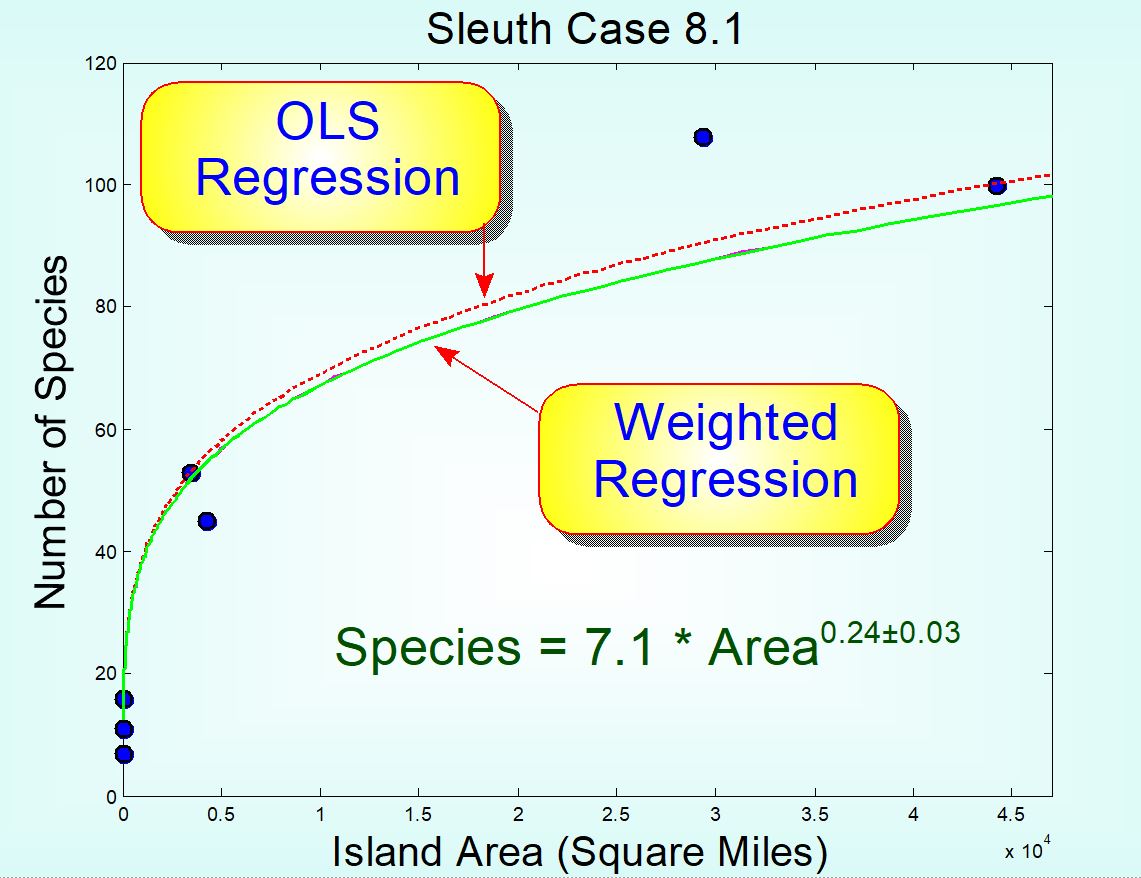 Sleuth Case 8.1
120
100
80
60
40
20
0
Number of Species
OLS
Regression
Weighted
Regression
Species = 7.1 * Area^0.24±0.03
0 0.5 1 1.5 2 2.5 3 3.5 4 4.5
x 10^4
Island Area (Square Miles)